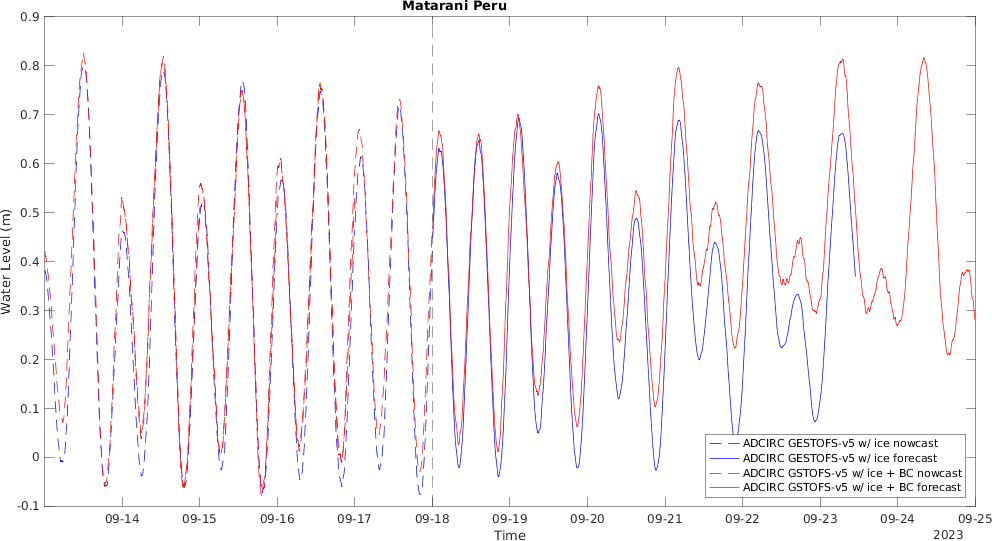 Matarani Peru
0.9
0.8
0.7
0.6
0.5
0.4
0.3
0.2
0.1
0
-0.1
Water Level (m)
09-14 09-15 09-16 09-17 09-18 09-19 09-20 09-21 09-22 09-23 09-24 09-25
Time
2023
ADCIRC GESTOFS-v5 w/ ice nowcast
ADCIRC GESTOFS-v5 w/ ice forecast
ADCIRC GSTOFS-v5 w/ ice + BC nowcast
ADCIRC GSTOFS-v5 w/ ice + BC forecast